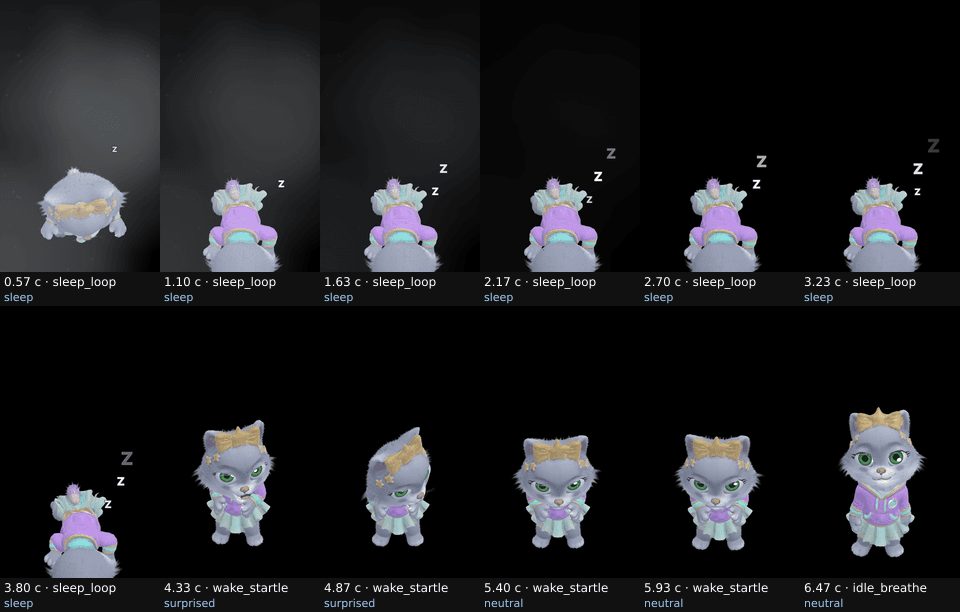 z
z
z
z
z
z
z
z
z
z
z
z
0.57 с · sleep_loop
sleep
1.10 с · sleep_loop
sleep
1.63 с · sleep_loop
sleep
2.17 с · sleep_loop
sleep
2.70 с · sleep_loop
sleep
3.23 с · sleep_loop
sleep
z
z
z
3.80 с · sleep_loop
sleep
4.33 с · wake_startle
surprised
4.87 с · wake_startle
surprised
5.40 с · wake_startle
neutral
5.93 с · wake_startle
neutral
6.47 с · idle_breathe
neutral